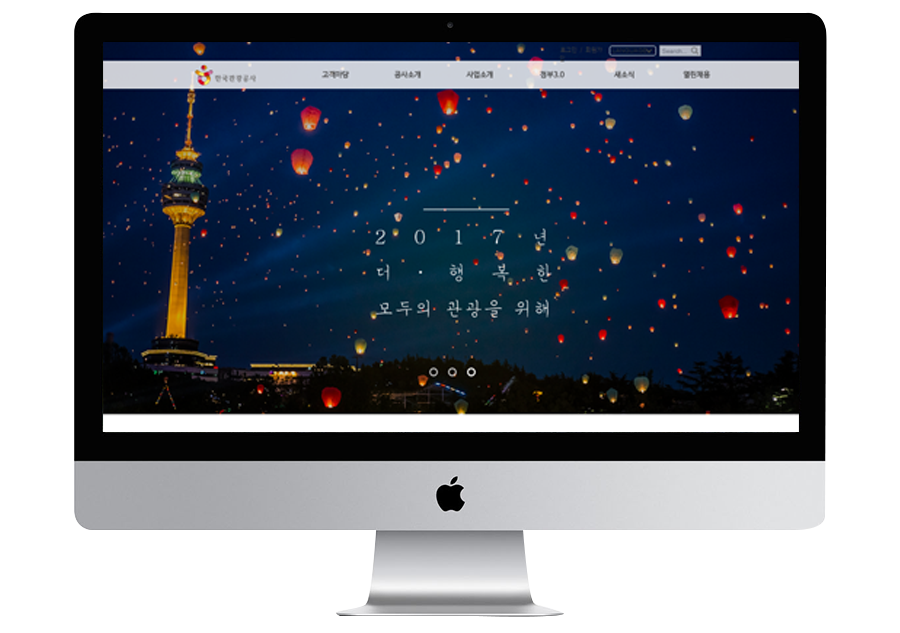 로그인 / 회원가입
Search...
한국관광공사
고객마당 공사소개 사업소개 정부3.0 새소식 열린채용
2 0 1 7 년
더 · 행 복 한
모두의 관광을 위해